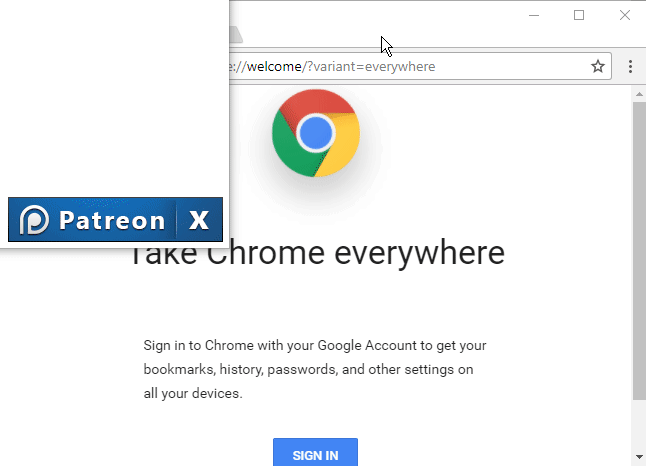 e://welcome/?variant=everywhere
Patreon X
Take Chrome everywhere
Sign in to Chrome with your Google Account to get your
bookmarks, history, passwords, and other settings on
all your devices.
SIGN IN